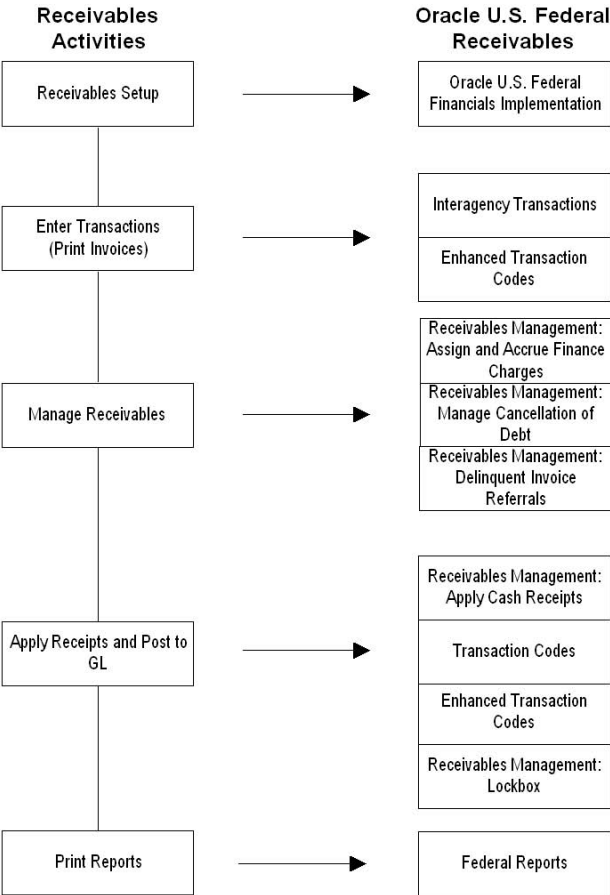 Receivables
Activities
Oracle U.S. Federal
Receivables
Receivables Setup
Oracle U.S. Federal
Financials Implementation
Enter Transactions
(Print Invoices)
Interagency Transactions
Enhanced Transaction
Codes
Manage Receivables
Receivables Management:
Assign and Accrue Finance
Charges
Receivables Management:
Manage Cancellation of
Debt
Receivables Management:
Delinquent Invoice
Referrals
Apply Receipts and Post to
GL
Receivables Management:
Apply Cash Receipts
Transaction Codes
Enhanced Transaction
Codes
Receivables Management:
Lockbox
Print Reports
Federal Reports